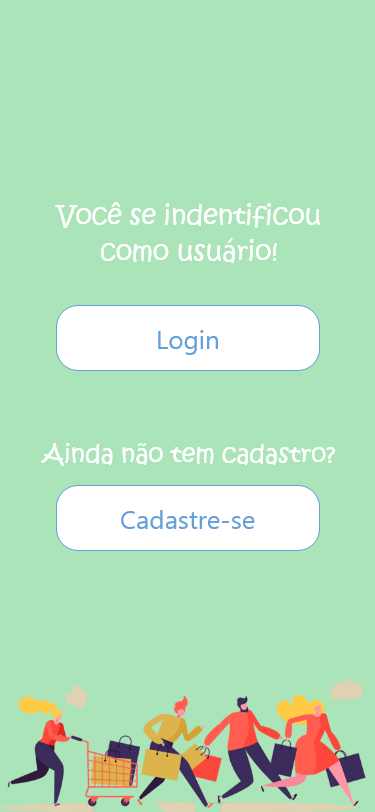 Você se indentificou
como usuário!
Login
Ainda não tem cadastro?
Cadastre-se